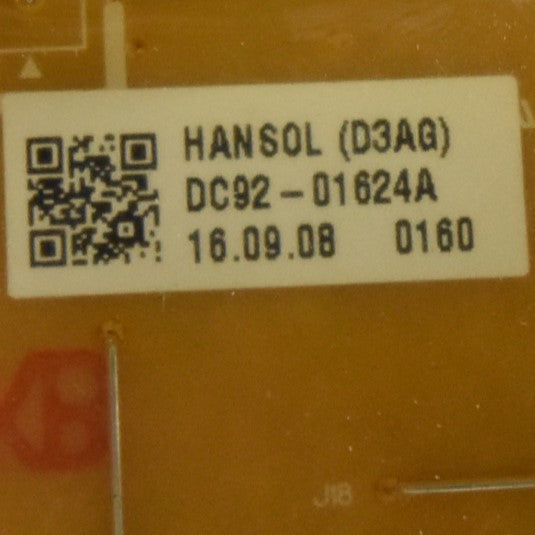 HANSOL (D3AG)
DC92-01624A
16.09.08 0160
J18